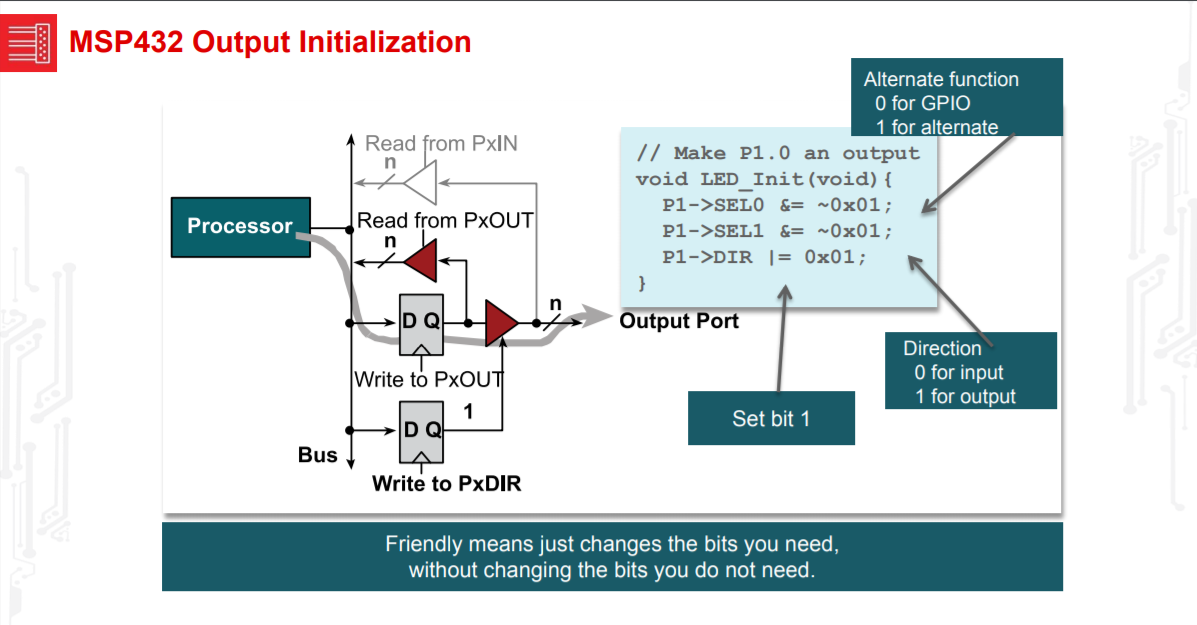 MSP432 Output Initialization
Alternate function
0 for GPIO
1 for alternate
Read from PxIN
n
// Make P1.0 an output
void LED_Init(void){
P1->SEL0 &= ~0x01;
P1->SEL1 &= ~0x01;
P1->DIR |= 0x01;
}
Processor
Read from PxOUT
n
D Q
n
Output Port
Write to PxOUT
1
D Q
Bus
Write to PxDIR
Direction
0 for input
1 for output
Set bit 1
Friendly means just changes the bits you need,
without changing the bits you do not need.